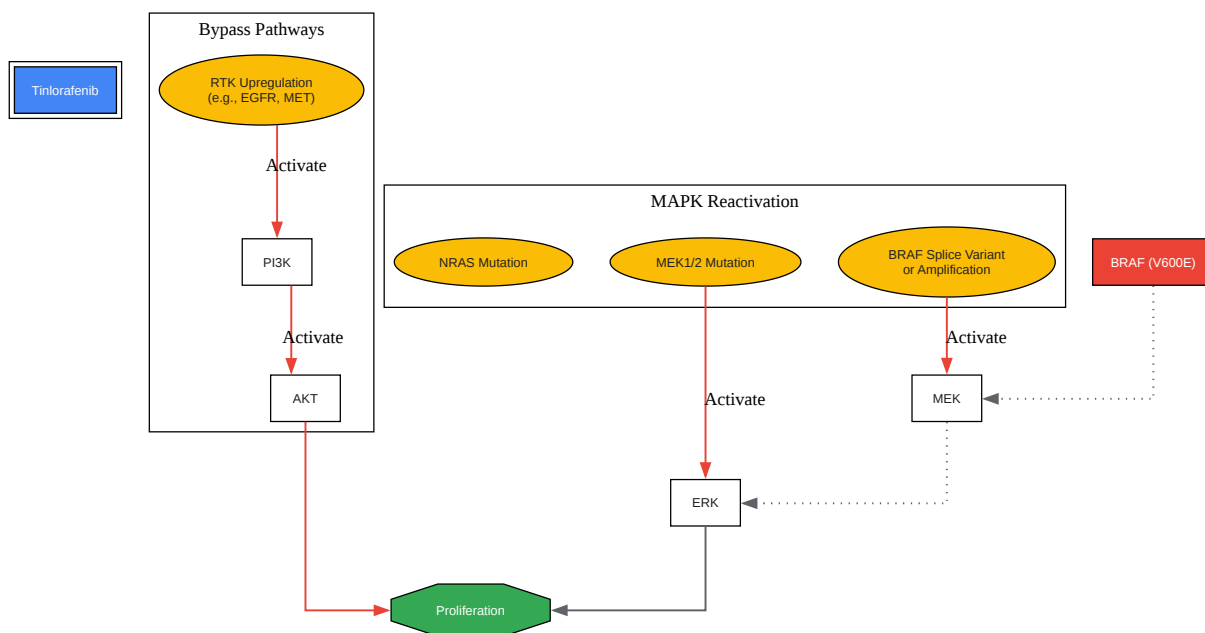 Bypass Pathways
Tinlorafenib
RTK Upregulation
(e.g., EGFR, MET)
Activate
MAPK Reactivation
PI3K
NRAS Mutation
MEK1/2 Mutation
BRAF Splice Variant
or Amplification
BRAF (V600E)
Activate
Activate
AKT
Activate
MEK
ERK
Proliferation